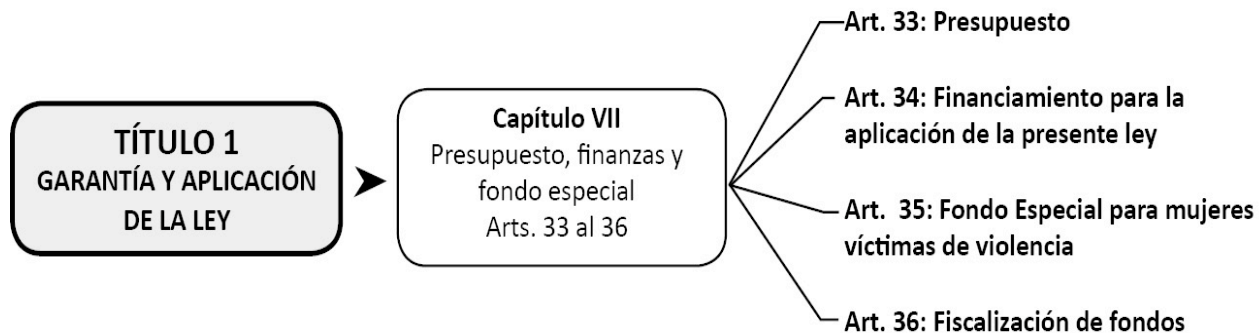 TÍTULO 1
GARANTÍA Y APLICACIÓN
DE LA LEY
Capítulo VII
Presupuesto, finanzas y
fondo especial
Arts. 33 al 36
Art. 33: Presupuesto
Art. 34: Financiamiento para la
aplicación de la presente ley
Art. 35: Fondo Especial para mujeres
víctimas de violencia
Art. 36: Fiscalización de fondos